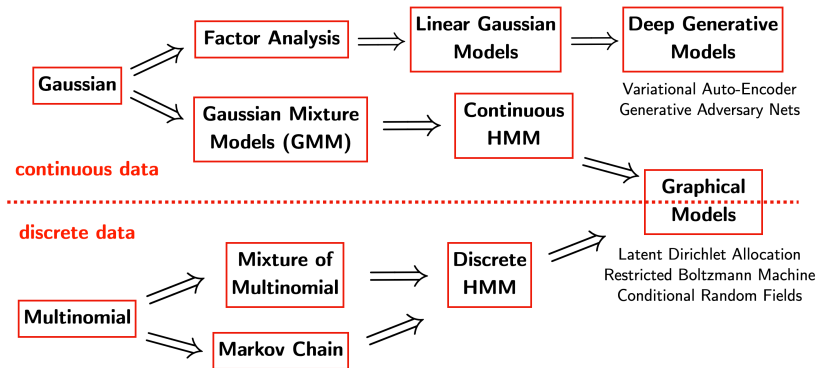 Factor Analysis
Linear Gaussian
Models
Deep Generative
Models
Gaussian
Variational Auto-Encoder
Generative Adversary Nets
Gaussian Mixture
Models (GMM)
Continuous
HMM
continuous data
Graphical
Models
discrete data
Mixture of
Multinomial
Discrete
HMM
Latent Dirichlet Allocation
Restricted Boltzmann Machine
Conditional Random Fields
Multinomial
Markov Chain